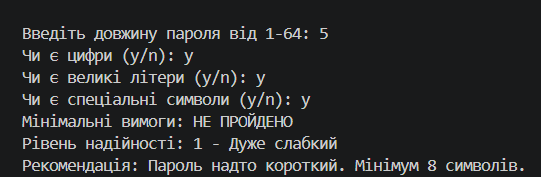 Введіть довжину пароля від 1-64: 5
Чи є цифри (y/n): y
Чи є великі літери (y/n): y
Чи є спеціальні символи (y/n): y
Мінімальні вимоги: НЕ ПРОЙДЕНО
Рівень надійності: 1 - Дуже слабкий
Рекомендація: Пароль надто короткий. Мінімум 8 символів.